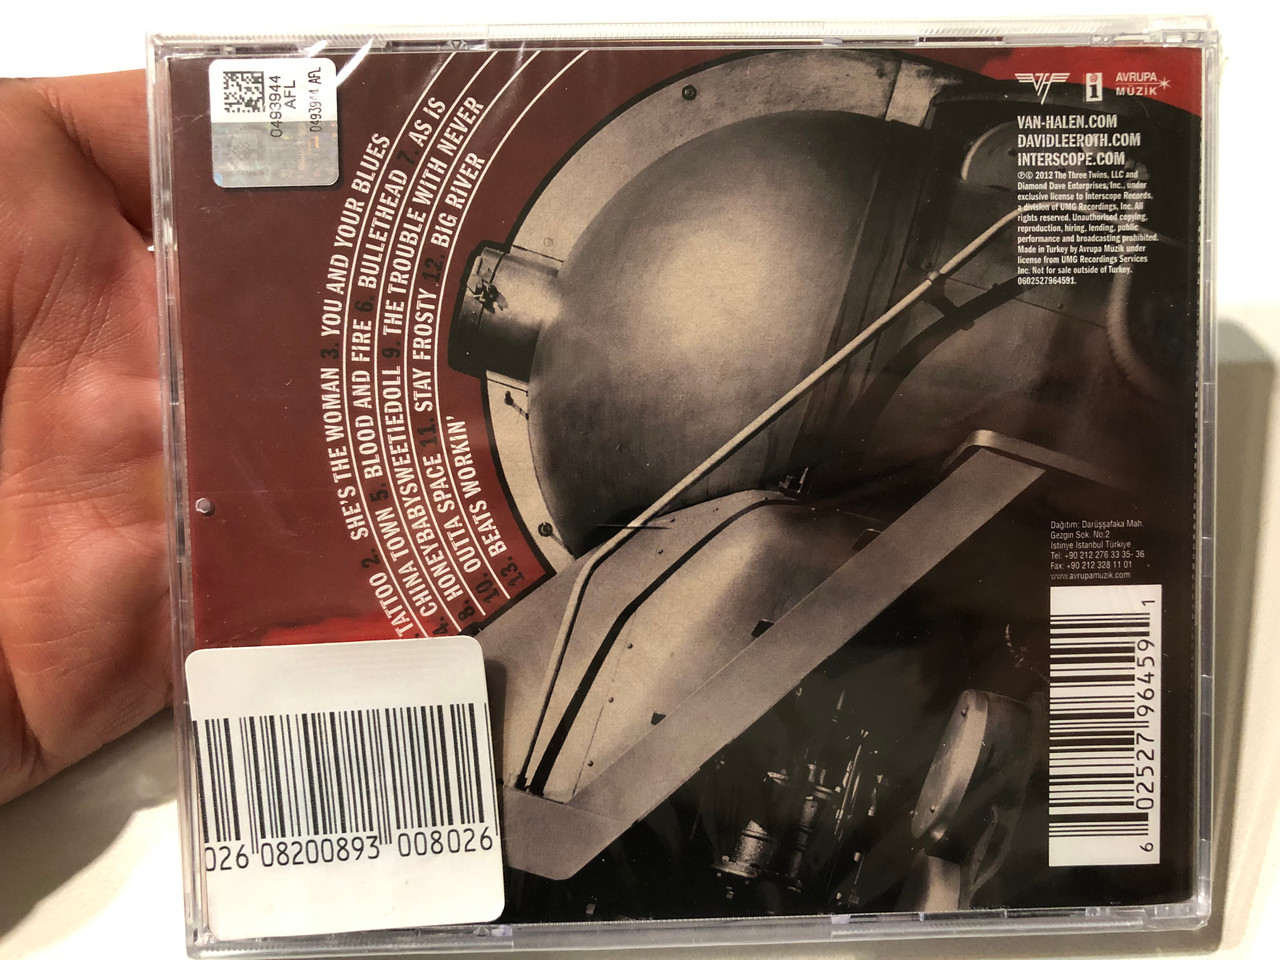 0493944
AFL
0493944 AFL
TATTOO 2. SHE'S THE WOMAN 3. YOU AND YOUR BLUES
4. CHINA TOWN 5. BLOOD AND FIRE 6. BULLETHEAD 7. AS IS
8. HONEYBABYSWEETIEDOLL 9. THE TROUBLE WITH NEVER
10. OUTTA SPACE 11. STAY FROSTY 12. BIG RIVER
13. BEATS WORKIN'
VH
i
AVRUPA
MÜZİK
VAN-HALEN.COM
DAVIDLEEROTH.COM
INTERSCOPE.COM
℗© 2012 The Three Twins, LLC and
Diamond Dave Enterprises, Inc., under
exclusive license to Interscope Records,
a division of UMG Recordings, Inc. All
rights reserved. Unauthorised copying,
reproduction, hiring, lending, public
performance and broadcasting prohibited.
Made in Turkey by Avrupa Müzik under
license from UMG Recordings Services
Inc. Not for sale outside of Turkey.
0602527964591.
Dağıtım: Darüşşafaka Mah.
Gezgin Sok. No:2
İstinye İstanbul Türkiye
Tel: +90 212 276 33 35- 36
Fax: +90 212 328 11 01
www.avrupamuzik.com
6 02527 96459 1
026 08200893 008026